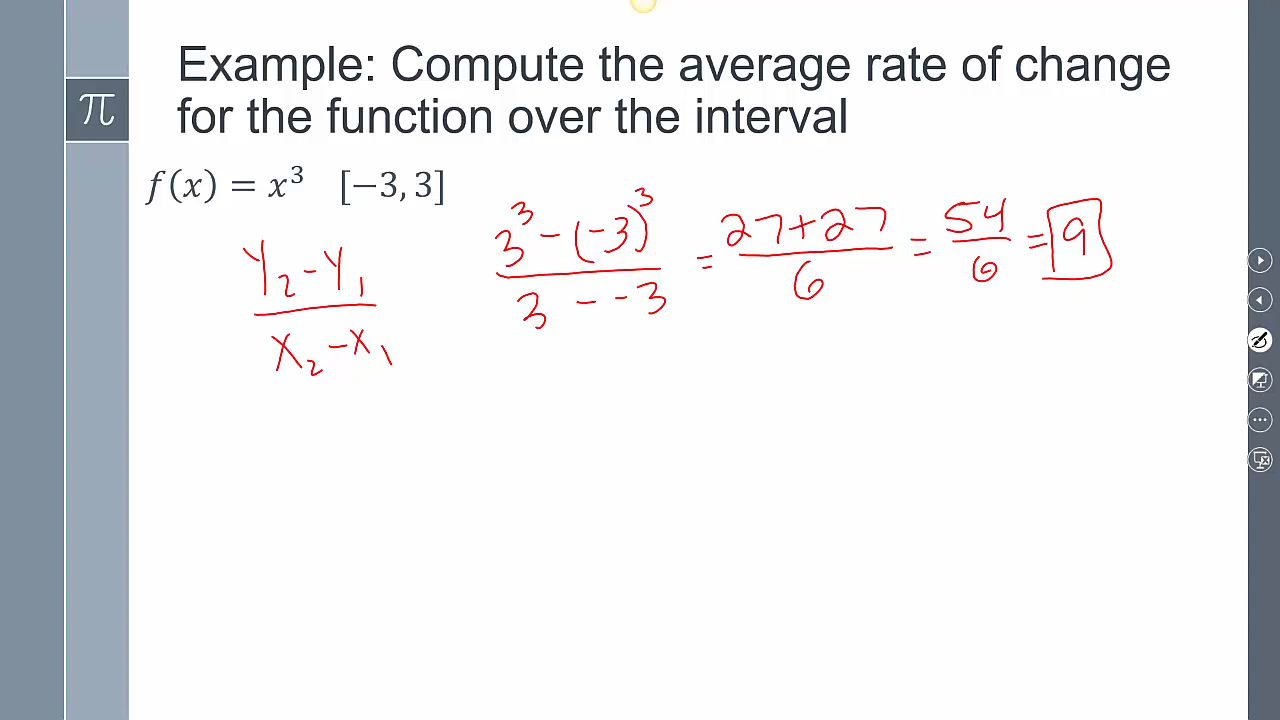 Example: Compute the average rate of change
for the function over the interval
π
f(x) = x³ [−3, 3]
3³ - (-3)³ / 3 - -3 = 27+27 / 6 = 54 / 6 = 9
Y₂ - Y₁ / X₂ - X₁